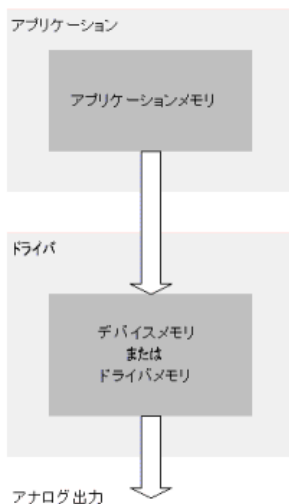 アプリケーション
アプリケーションメモリ
ドライバ
デバイスメモリ
または
ドライバメモリ
アナログ出力